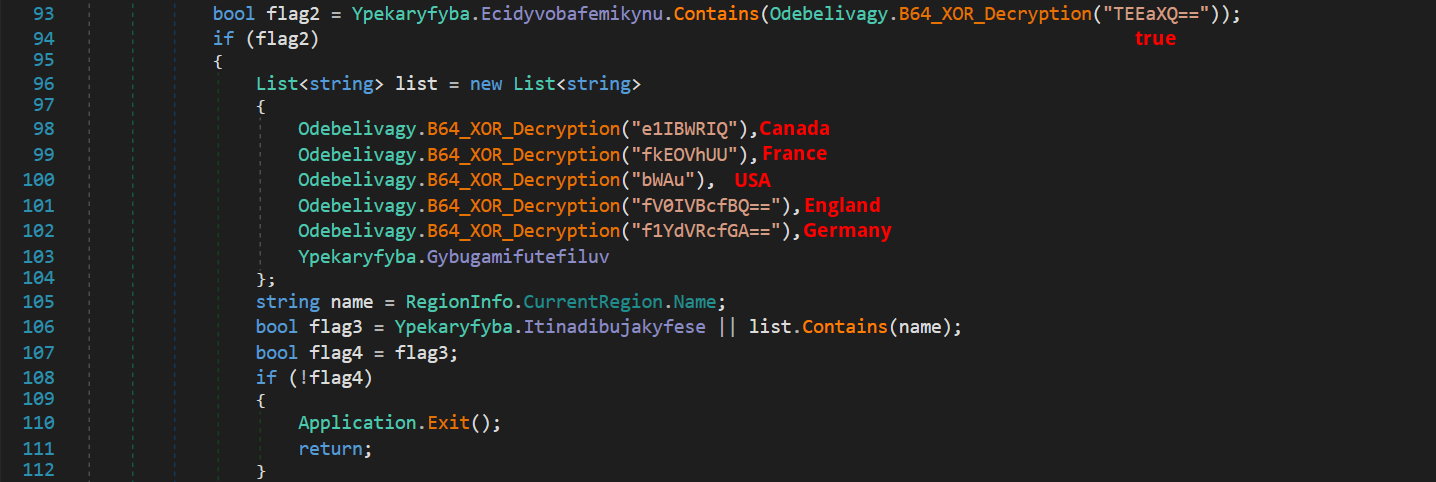 93 bool flag2 = Ypekaryfyba.Ecidyvobafemikynu.Contains(Odebelivagy.B64_XOR_Decryption("TEEaXQ=="));
94 if (flag2) true
95 {
96 List<string> list = new List<string>
97 {
98 Odebelivagy.B64_XOR_Decryption("e1IBWRIQ"),Canada
99 Odebelivagy.B64_XOR_Decryption("fkEOVhUU"),France
100 Odebelivagy.B64_XOR_Decryption("bWAu"), USA
101 Odebelivagy.B64_XOR_Decryption("fV0IVBcfBQ=="),England
102 Odebelivagy.B64_XOR_Decryption("f1YdVRcfGA=="),Germany
103 Ypekaryfyba.Gybugamifutefiluv
104 };
105 string name = RegionInfo.CurrentRegion.Name;
106 bool flag3 = Ypekaryfyba.Itinadibujakyfese || list.Contains(name);
107 bool flag4 = flag3;
108 if (!flag4)
109 {
110 Application.Exit();
111 return;
112 }